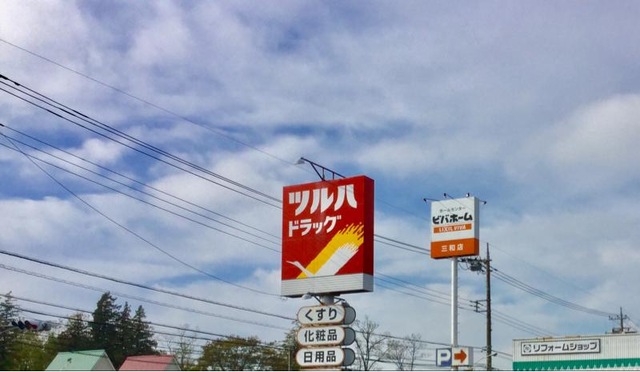 ツルハ
ドラッグ
くすり
化粧品
日用品
ホームセンター
ビバホーム
LIXIL VIVA
三和店
P
リフォームショップ